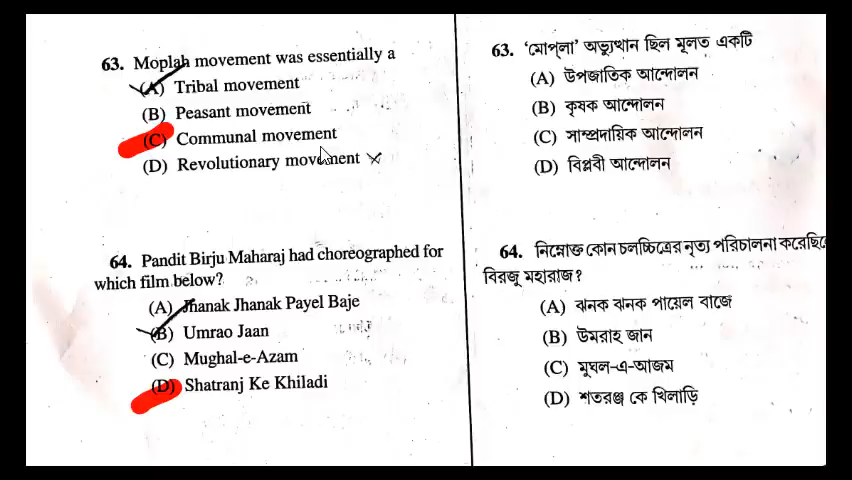 63. Moplah movement was essentially a
(A) Tribal movement
(B) Peasant movement
(C) Communal movement
(D) Revolutionary movement
64. Pandit Birju Maharaj had choreographed for
which film below?
(A) Jhanak Jhanak Payel Baje
(B) Umrao Jaan
(C) Mughal-e-Azam
(D) Shatranj Ke Khiladi
63. ‘মোপ্‌লা’ অভ্যুত্থান ছিল মূলত একটি
(A) উপজাতিক আন্দোলন
(B) কৃষক আন্দোলন
(C) সাম্প্রদায়িক আন্দোলন
(D) বিপ্লবী আন্দোলন
64. নিম্নোক্ত কোন চলচ্চিত্রের নৃত্য পরিচালনা
বিরজু মহারাজ?
(A) ঝনক ঝনক পায়েল বাজে
(B) উমরাহ জান
(C) মুঘল-এ-আজম
(D) শতরঞ্জ কে খিলাড়ি